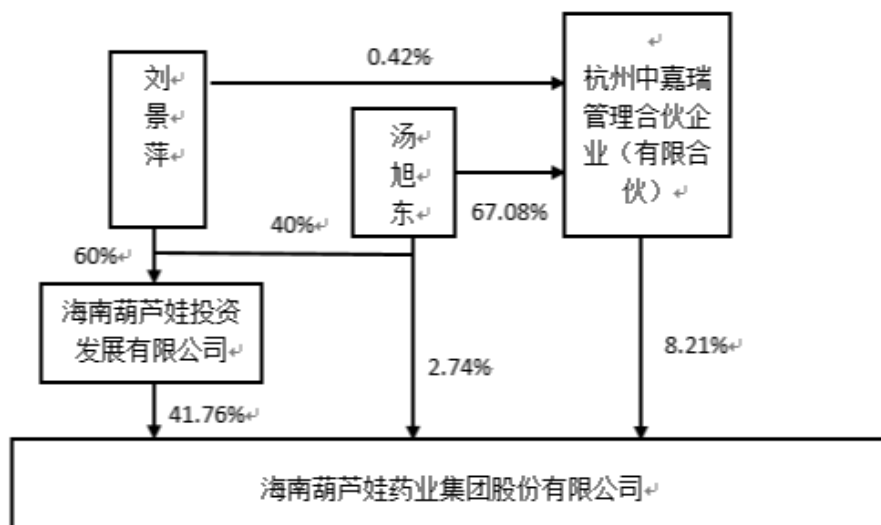 0.42%
刘
景
萍
杭州中嘉瑞
管理合伙企
业（有限合
伙）
汤
旭
东
67.08%
40%
60%
海南葫芦娃投资
发展有限公司
41.76%
2.74%
8.21%
海南葫芦娃药业集团股份有限公司